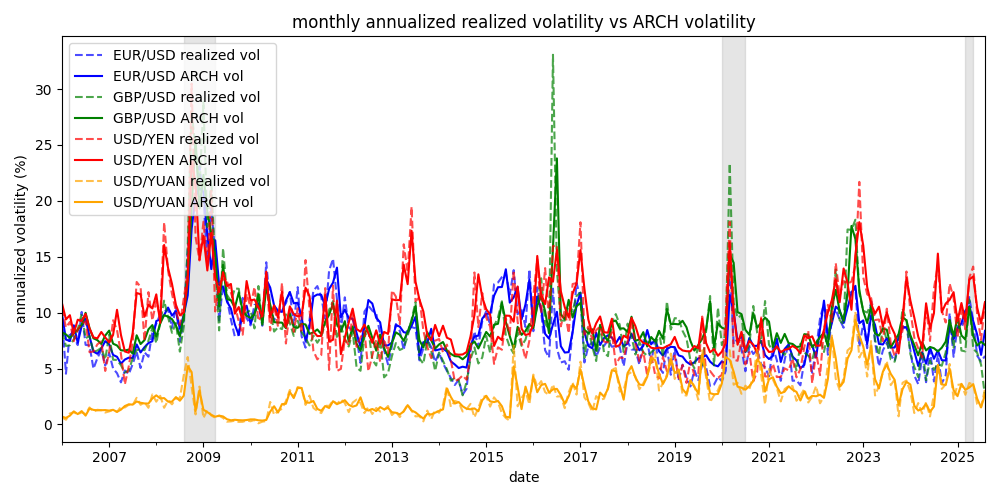 monthly annualized realized volatility vs ARCH volatility
EUR/USD realized vol
EUR/USD ARCH vol
GBP/USD realized vol
GBP/USD ARCH vol
USD/YEN realized vol
USD/YEN ARCH vol
USD/YUAN realized vol
USD/YUAN ARCH vol
annualized volatility (%)
30
25
20
15
10
5
0
2007 2009 2011 2013 2015 2017 2019 2021 2023 2025
date